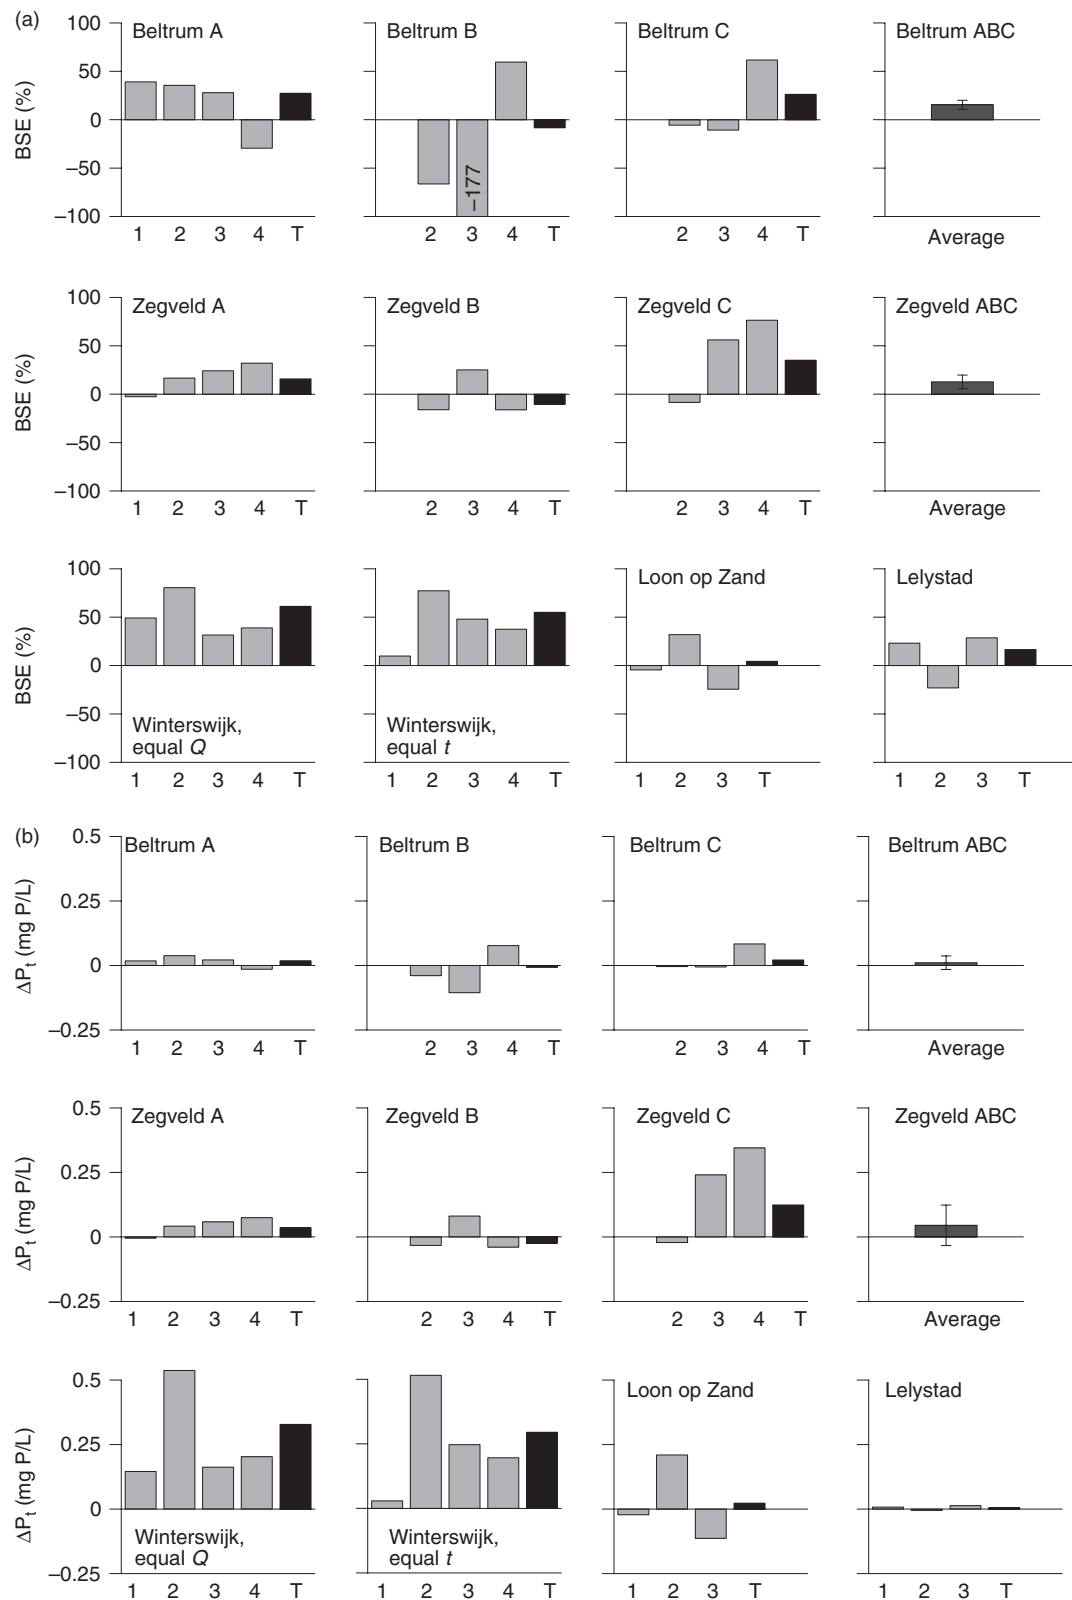 (a)
Beltrum A
Beltrum B
Beltrum C
Beltrum ABC
BSE (%)
100
50
0
–50
–100
–177
1 2 3 4 T
2 3 4 T
2 3 4 T
Average
Zegveld A
Zegveld B
Zegveld C
Zegveld ABC
BSE (%)
100
50
0
–50
–100
1 2 3 4 T
2 3 4 T
2 3 4 T
Average
Loon op Zand
Lelystad
BSE (%)
100
50
0
–50
–100
Winterswijk,
equal Q
Winterswijk,
equal t
1 2 3 4 T
1 2 3 4 T
1 2 3 T
1 2 3 T
(b)
Beltrum A
Beltrum B
Beltrum C
Beltrum ABC
ΔPt (mg P/L)
0.5
0.25
0
–0.25
1 2 3 4 T
2 3 4 T
2 3 4 T
Average
Zegveld A
Zegveld B
Zegveld C
Zegveld ABC
ΔPt (mg P/L)
0.5
0.25
0
–0.25
1 2 3 4 T
2 3 4 T
2 3 4 T
Average
Loon op Zand
Lelystad
ΔPt (mg P/L)
0.5
0.25
0
–0.25
Winterswijk,
equal Q
Winterswijk,
equal t
1 2 3 4 T
1 2 3 4 T
1 2 3 T
1 2 3 T